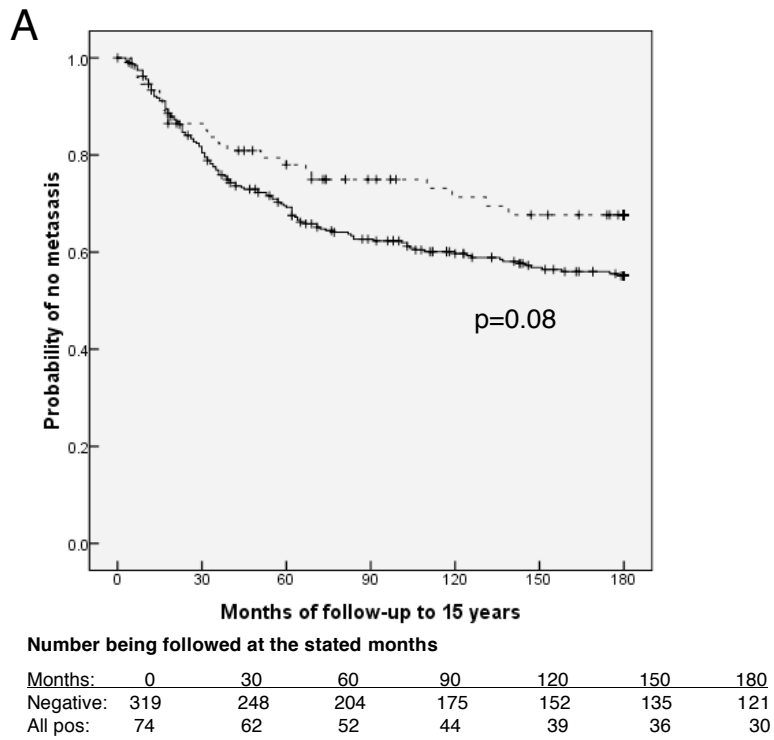 A
1.0
0.8
0.6
0.4
0.2
0.0
Probability of no metasasis
p=0.08
0 30 60 90 120 150 180
Months of follow-up to 15 years
Number being followed at the stated months
Months: 0 30 60 90 120 150 180
Negative: 319 248 204 175 152 135 121
All pos: 74 62 52 44 39 36 30